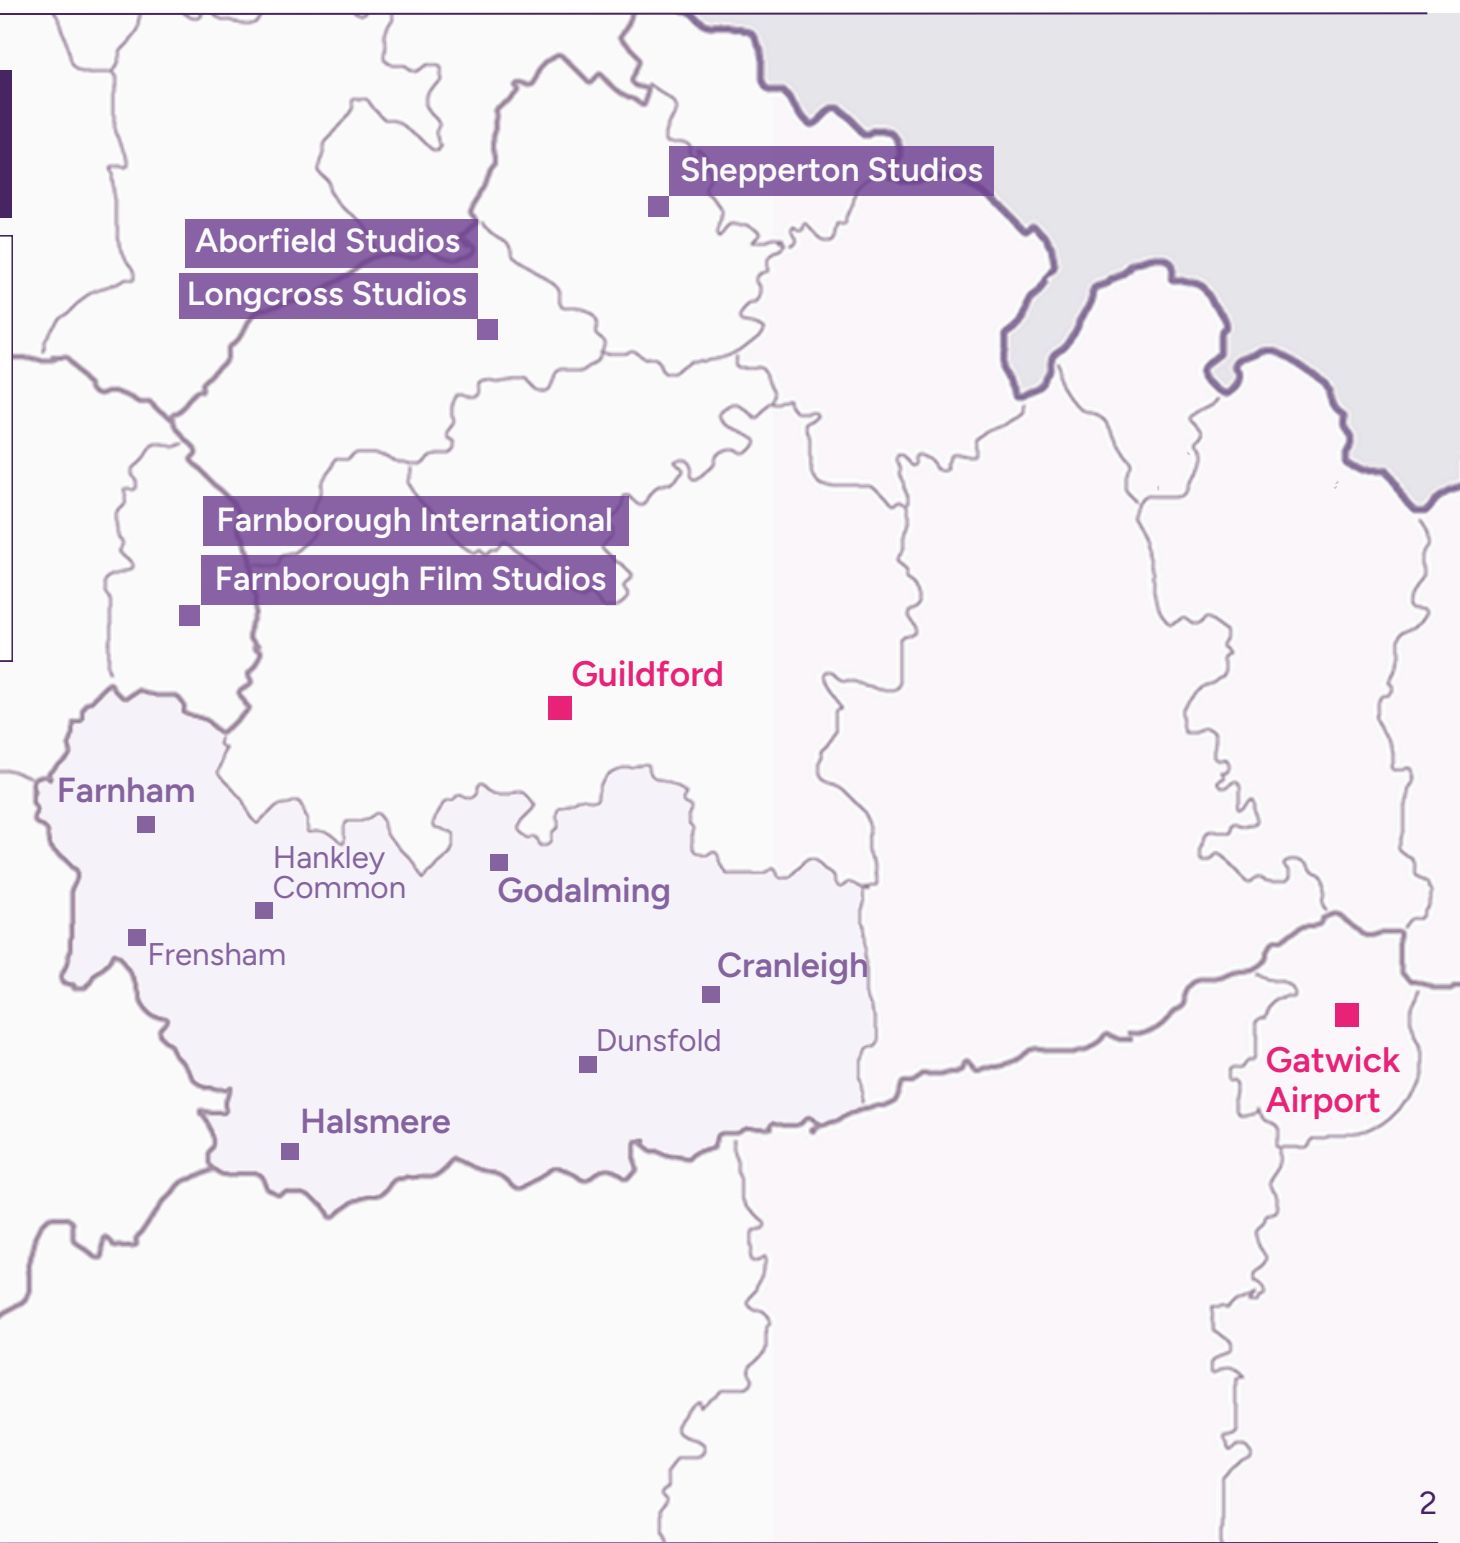 Shepperton Studios
Aborfield Studios
Longcross Studios
Farnborough International
Farnborough Film Studios
Guildford
Farnham
Hankley
Common
Godalming
Frensham
Cranleigh
Dunsfold
Gatwick
Airport
Halsmere
2